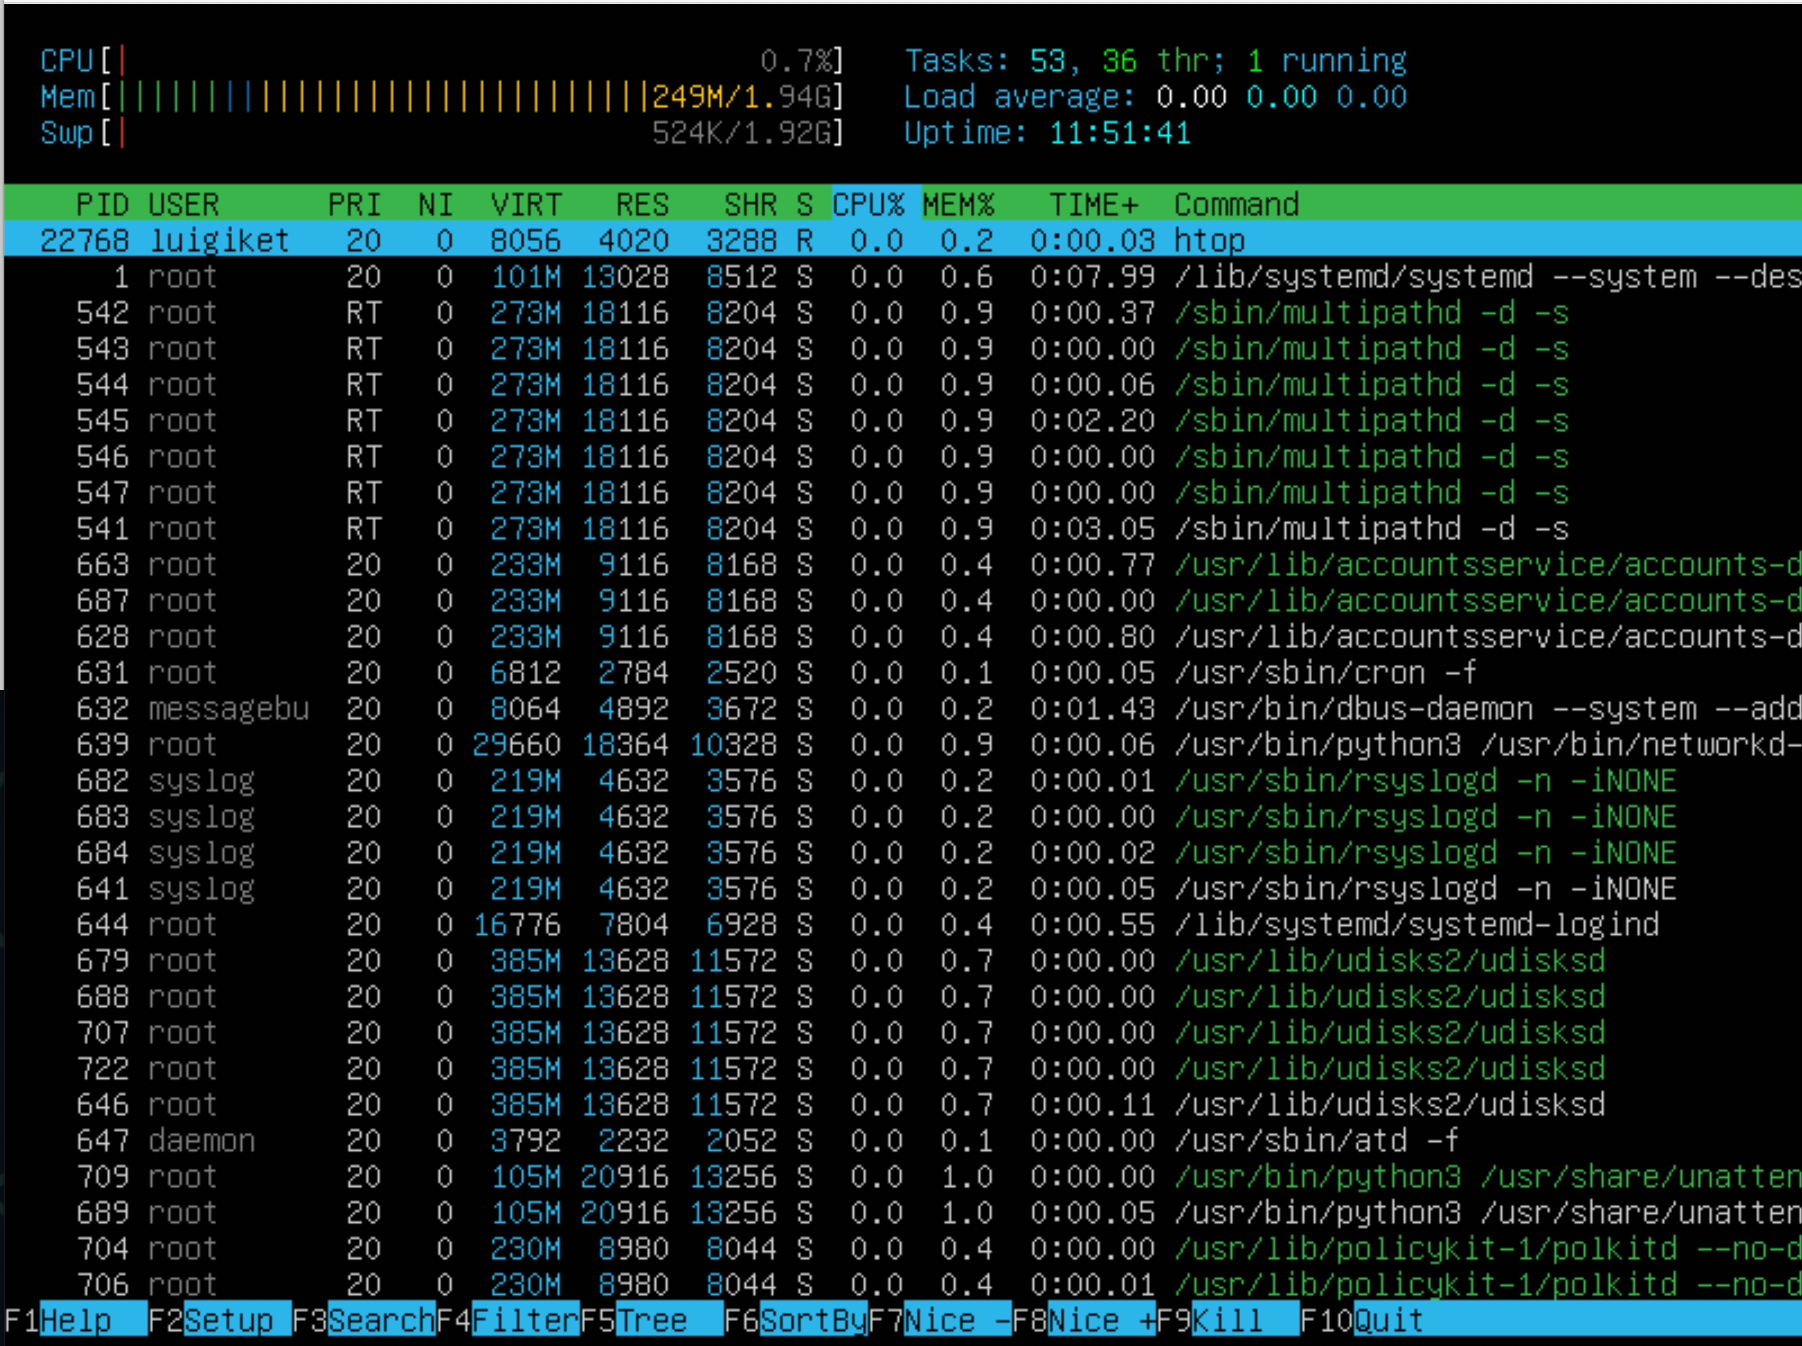 CPU[| 0.7%] Tasks: 53, 36 thr; 1 running
Mem[||||||||||||||||||||||||||||||249M/1.94G] Load average: 0.00 0.00 0.00
Swp[| 524K/1.92G] Uptime: 11:51:41
PID USER PRI NI VIRT RES SHR S CPU% MEM% TIME+ Command
22768 luigiket 20 0 8056 4020 3288 R 0.0 0.2 0:00.03 htop
1 root 20 0 101M 13028 8512 S 0.0 0.6 0:07.99 /lib/systemd/systemd --system --des
542 root RT 0 273M 18116 8204 S 0.0 0.9 0:00.37 /sbin/multipathd -d -s
543 root RT 0 273M 18116 8204 S 0.0 0.9 0:00.00 /sbin/multipathd -d -s
544 root RT 0 273M 18116 8204 S 0.0 0.9 0:00.06 /sbin/multipathd -d -s
545 root RT 0 273M 18116 8204 S 0.0 0.9 0:02.20 /sbin/multipathd -d -s
546 root RT 0 273M 18116 8204 S 0.0 0.9 0:00.00 /sbin/multipathd -d -s
547 root RT 0 273M 18116 8204 S 0.0 0.9 0:00.00 /sbin/multipathd -d -s
541 root RT 0 273M 18116 8204 S 0.0 0.9 0:03.05 /sbin/multipathd -d -s
663 root 20 0 233M 9116 8168 S 0.0 0.4 0:00.77 /usr/lib/accountsservice/accounts-d
687 root 20 0 233M 9116 8168 S 0.0 0.4 0:00.00 /usr/lib/accountsservice/accounts-d
628 root 20 0 233M 9116 8168 S 0.0 0.4 0:00.80 /usr/lib/accountsservice/accounts-d
631 root 20 0 6812 2784 2520 S 0.0 0.1 0:00.05 /usr/sbin/cron -f
632 messagebu 20 0 8064 4892 3672 S 0.0 0.2 0:01.43 /usr/bin/dbus-daemon --system --add
639 root 20 0 29660 18364 10328 S 0.0 0.9 0:00.06 /usr/bin/python3 /usr/bin/networkd-
682 syslog 20 0 219M 4632 3576 S 0.0 0.2 0:00.01 /usr/sbin/rsyslogd -n -iNONE
683 syslog 20 0 219M 4632 3576 S 0.0 0.2 0:00.00 /usr/sbin/rsyslogd -n -iNONE
684 syslog 20 0 219M 4632 3576 S 0.0 0.2 0:00.02 /usr/sbin/rsyslogd -n -iNONE
641 syslog 20 0 219M 4632 3576 S 0.0 0.2 0:00.05 /usr/sbin/rsyslogd -n -iNONE
644 root 20 0 16776 7804 6928 S 0.0 0.4 0:00.55 /lib/systemd/systemd-logind
679 root 20 0 385M 13628 11572 S 0.0 0.7 0:00.00 /usr/lib/udisks2/udisksd
688 root 20 0 385M 13628 11572 S 0.0 0.7 0:00.00 /usr/lib/udisks2/udisksd
707 root 20 0 385M 13628 11572 S 0.0 0.7 0:00.00 /usr/lib/udisks2/udisksd
722 root 20 0 385M 13628 11572 S 0.0 0.7 0:00.00 /usr/lib/udisks2/udisksd
646 root 20 0 385M 13628 11572 S 0.0 0.7 0:00.11 /usr/lib/udisks2/udisksd
647 daemon 20 0 3792 2232 2052 S 0.0 0.1 0:00.00 /usr/sbin/atd -f
709 root 20 0 105M 20916 13256 S 0.0 1.0 0:00.00 /usr/bin/python3 /usr/share/unatten
689 root 20 0 105M 20916 13256 S 0.0 1.0 0:00.05 /usr/bin/python3 /usr/share/unatten
704 root 20 0 230M 8980 8044 S 0.0 0.4 0:00.00 /usr/lib/policykit-1/polkitd --no-d
706 root 20 0 230M 8980 8044 S 0.0 0.4 0:00.01 /usr/lib/policykit-1/polkitd --no-d
F1Help F2Setup F3SearchF4FilterF5Tree F6SortByF7Nice -F8Nice +F9Kill F10Quit